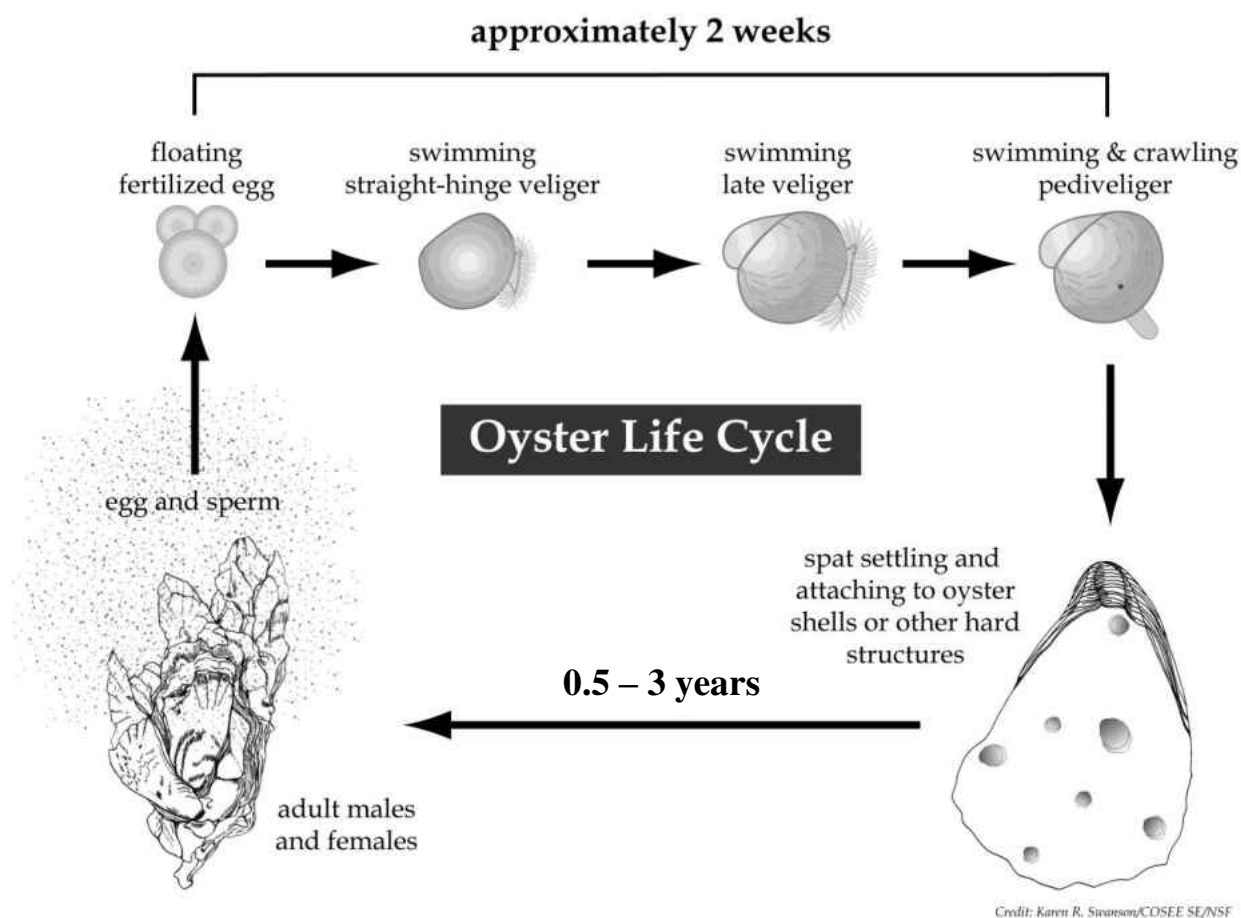 approximately 2 weeks
floating
fertilized egg
swimming
straight-hinge veliger
swimming
late veliger
swimming & crawling
pediveliger
Oyster Life Cycle
egg and sperm
spat settling and
attaching to oyster
shells or other hard
structures
0.5 – 3 years
adult males
and females
Credit: Karen R. Swanson/COSEE SE/NSF